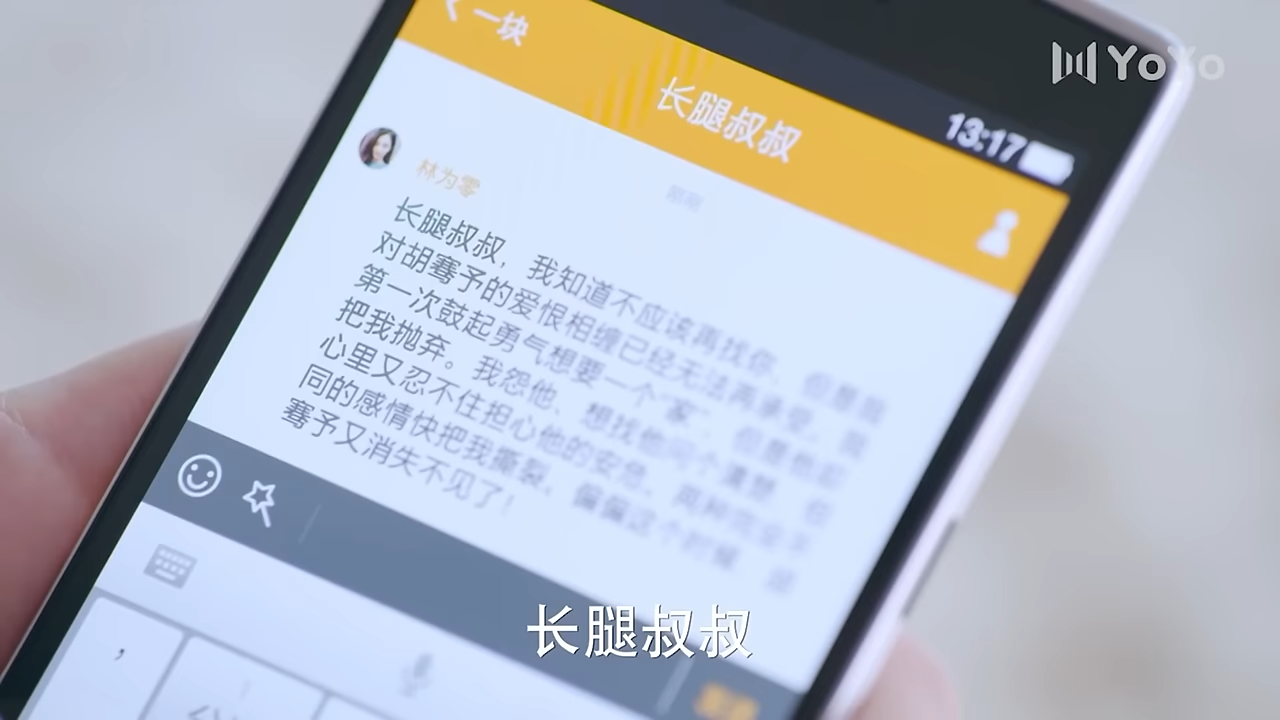 YoYo
一块
长腿叔叔
13:17
林为零
刚刚
长腿叔叔，我知道不应该再找你，但是我
对胡骞予的爱恨相缠已经无法再承受。我
第一次鼓起勇气想要一个“家”，但是他却
把我抛弃。我怨他、想找他问个清楚，但
心里又忍不住担心他的安危。两种完全不
同的感情快把我撕裂。偏偏这个时候
骞予又消失不见了！
，
长腿叔叔